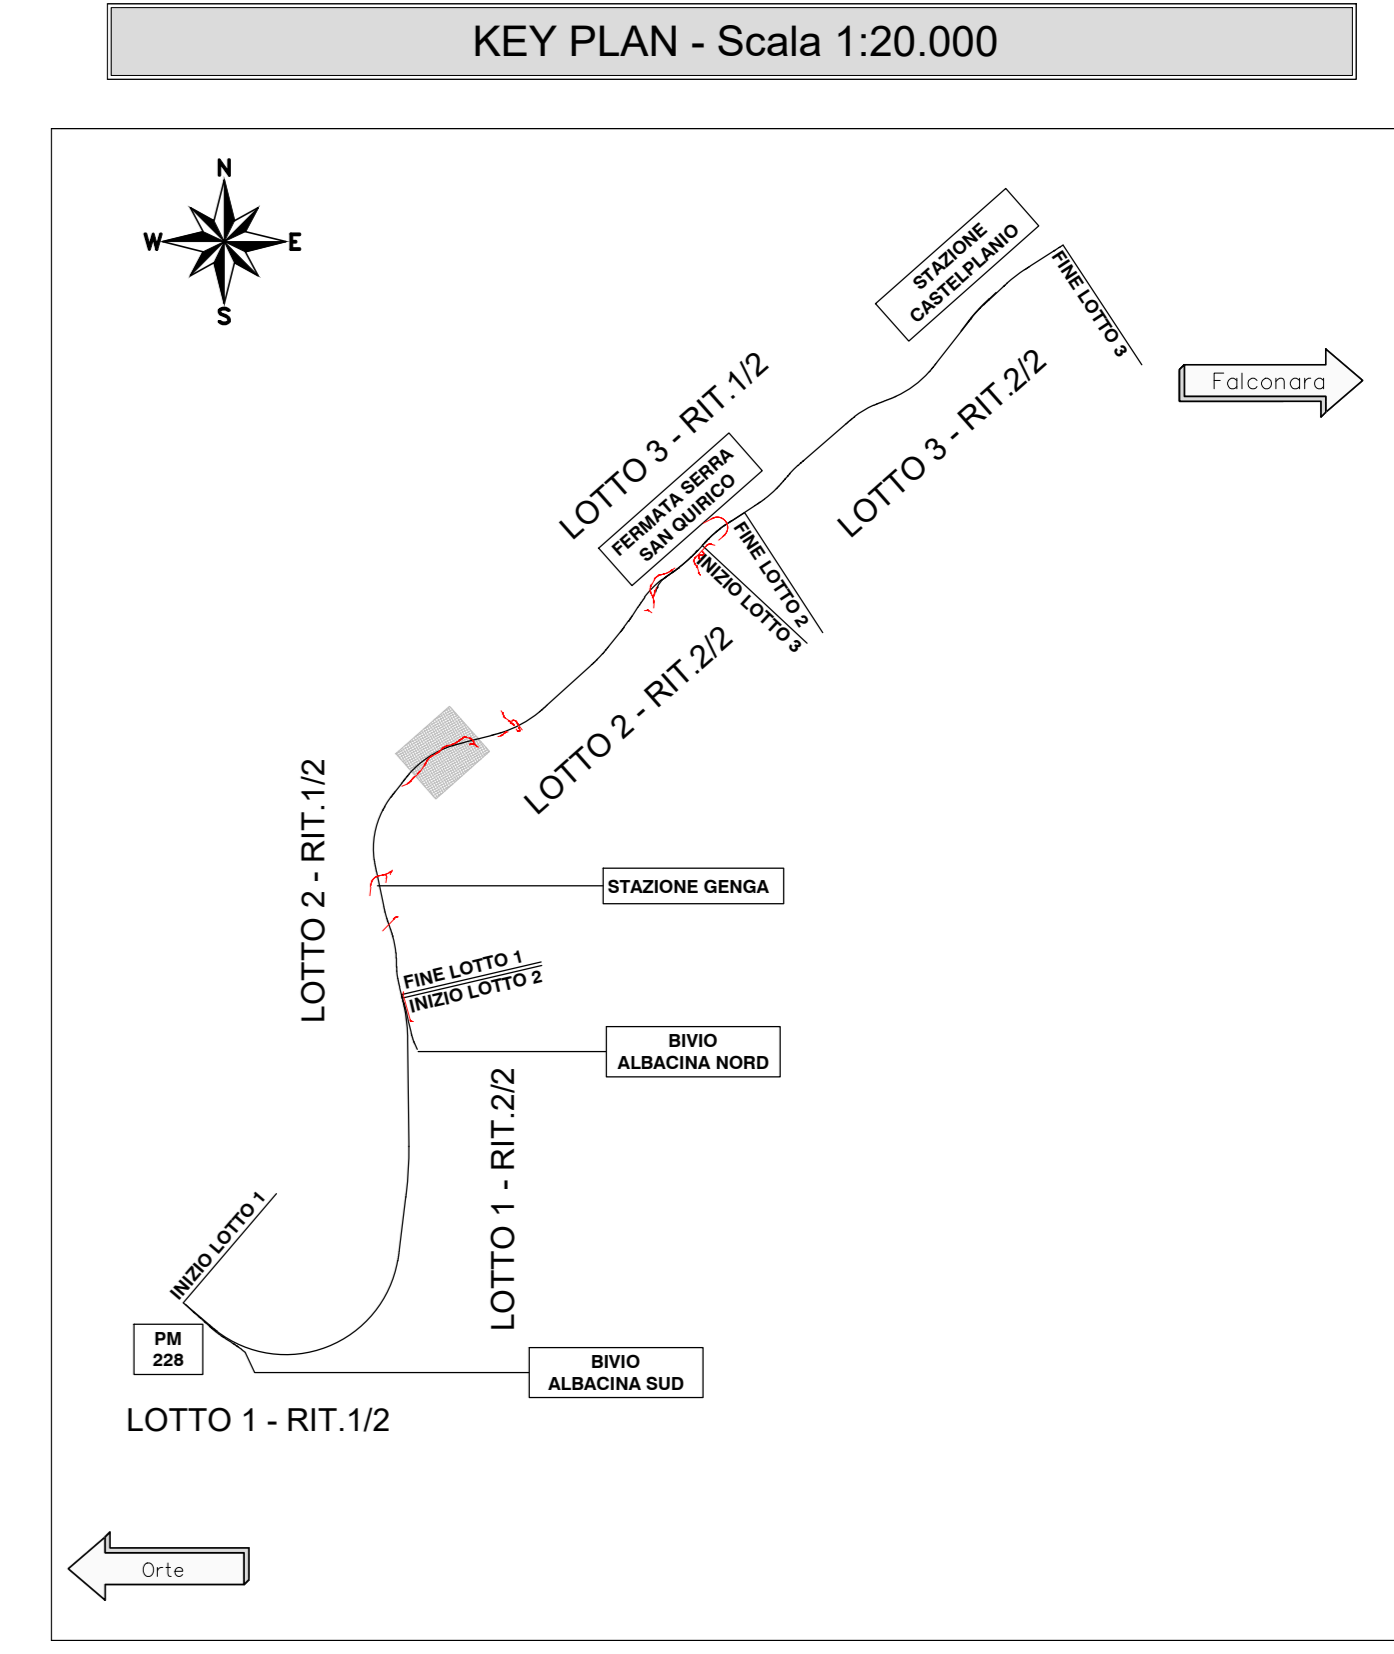 KEY PLAN - Scala 1:20.000
N
W
E
S
STAZIONE
CASTELPLANIO
FINE LOTTO 3
Falconara
LOTTO 3 - RIT.1/2
LOTTO 3 - RIT.2/2
FERMATA SERRA
SAN QUIRICO
FINE LOTTO 2
INIZIO LOTTO 3
LOTTO 2 - RIT.2/2
LOTTO 2 - RIT.1/2
STAZIONE GENGA
FINE LOTTO 1
INIZIO LOTTO 2
BIVIO
ALBACINA NORD
LOTTO 1 - RIT.2/2
INIZIO LOTTO 1
PM
228
BIVIO
ALBACINA SUD
LOTTO 1 - RIT.1/2
Orte